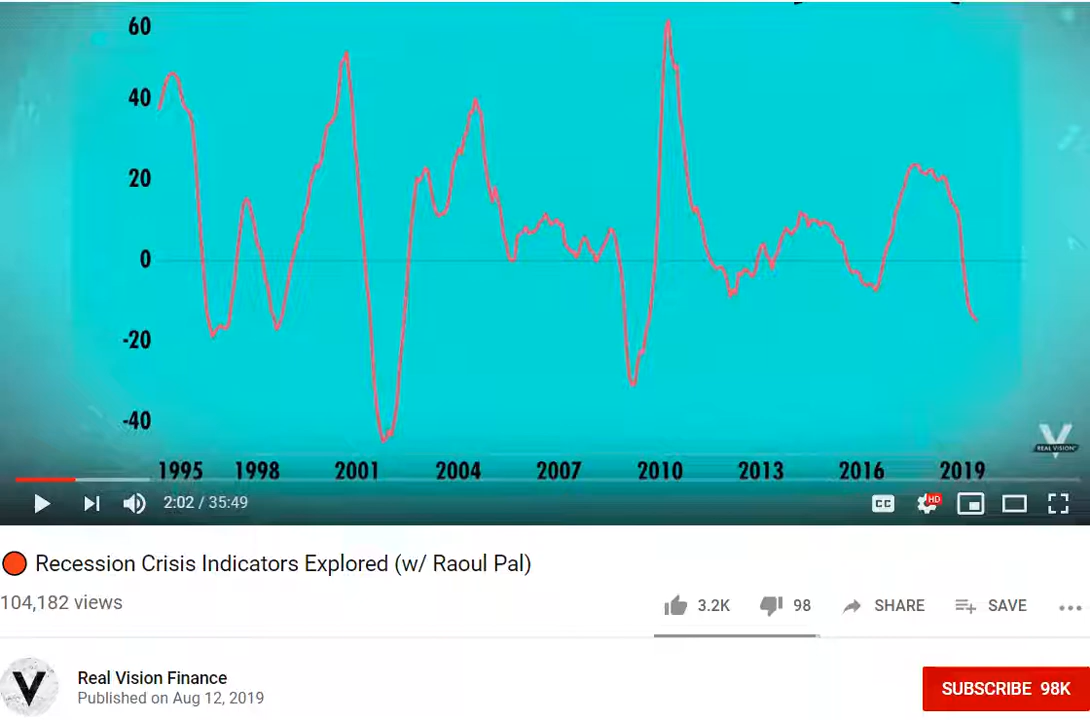 60
40
20
0
-20
-40
1995 1998 2001 2004 2007 2010 2013 2016 2019
REAL VISION
2:02 / 35:49
CC
HD
Recession Crisis Indicators Explored (w/ Raoul Pal)
104,182 views
3.2K 98 SHARE SAVE
Real Vision Finance
Published on Aug 12, 2019
SUBSCRIBE 98K